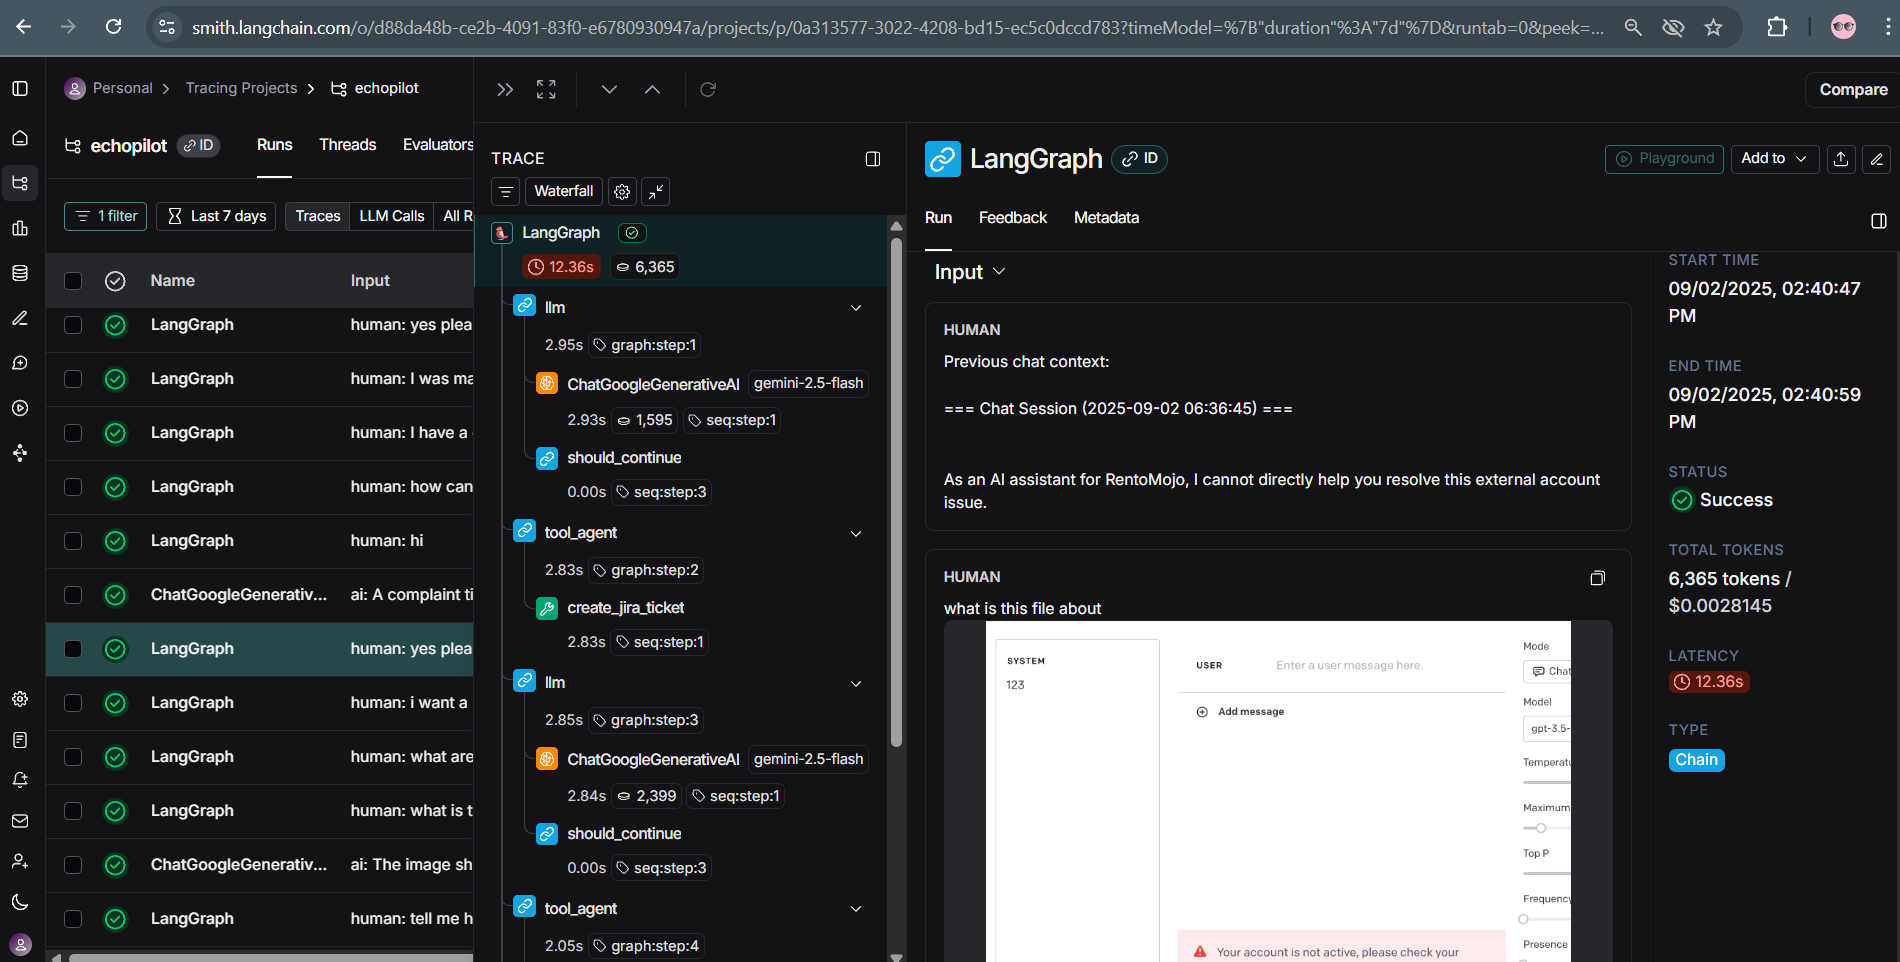 smith.langchain.com/o/d88da48b-ce2b-4091-83f0-e6780930947a/projects/p/0a313577-3022-4208-bd15-ec5c0dccd783?timeModel=%7B"duration"%3A"7d"%7D&runtab=0&peek=...
Personal > Tracing Projects > echopilot
Compare
echopilot ID Runs Threads Evaluators
1 filter Last 7 days Traces LLM Calls All R
Name Input
LangGraph human: yes plea
LangGraph human: I was ma
LangGraph human: I have a
LangGraph human: how can
LangGraph human: hi
ChatGoogleGenerativ... ai: A complaint ti
LangGraph human: yes plea
LangGraph human: i want a
LangGraph human: what are
LangGraph human: what is t
ChatGoogleGenerativ... ai: The image sh
LangGraph human: tell me h
TRACE
Waterfall
LangGraph
12.36s 6,365
llm
2.95s graph:step:1
ChatGoogleGenerativeAI gemini-2.5-flash
2.93s 1,595 seq:step:1
should_continue
0.00s seq:step:3
tool_agent
2.83s graph:step:2
create_jira_ticket
2.83s seq:step:1
llm
2.85s graph:step:3
ChatGoogleGenerativeAI gemini-2.5-flash
2.84s 2,399 seq:step:1
should_continue
0.00s seq:step:3
tool_agent
2.05s graph:step:4
LangGraph ID
Playground Add to
Run Feedback Metadata
Input
HUMAN
Previous chat context:
=== Chat Session (2025-09-02 06:36:45) ===
As an AI assistant for RentoMojo, I cannot directly help you resolve this external account
issue.
HUMAN
what is this file about
SYSTEM
123
USER Enter a user message here.
Add message
Your account is not active, please check your
Mode
Chat
Model
gpt-3.5-
Temperatu
Maximum
Top P
Frequency
Presence
START TIME
09/02/2025, 02:40:47
PM
END TIME
09/02/2025, 02:40:59
PM
STATUS
Success
TOTAL TOKENS
6,365 tokens /
$0.0028145
LATENCY
12.36s
TYPE
Chain